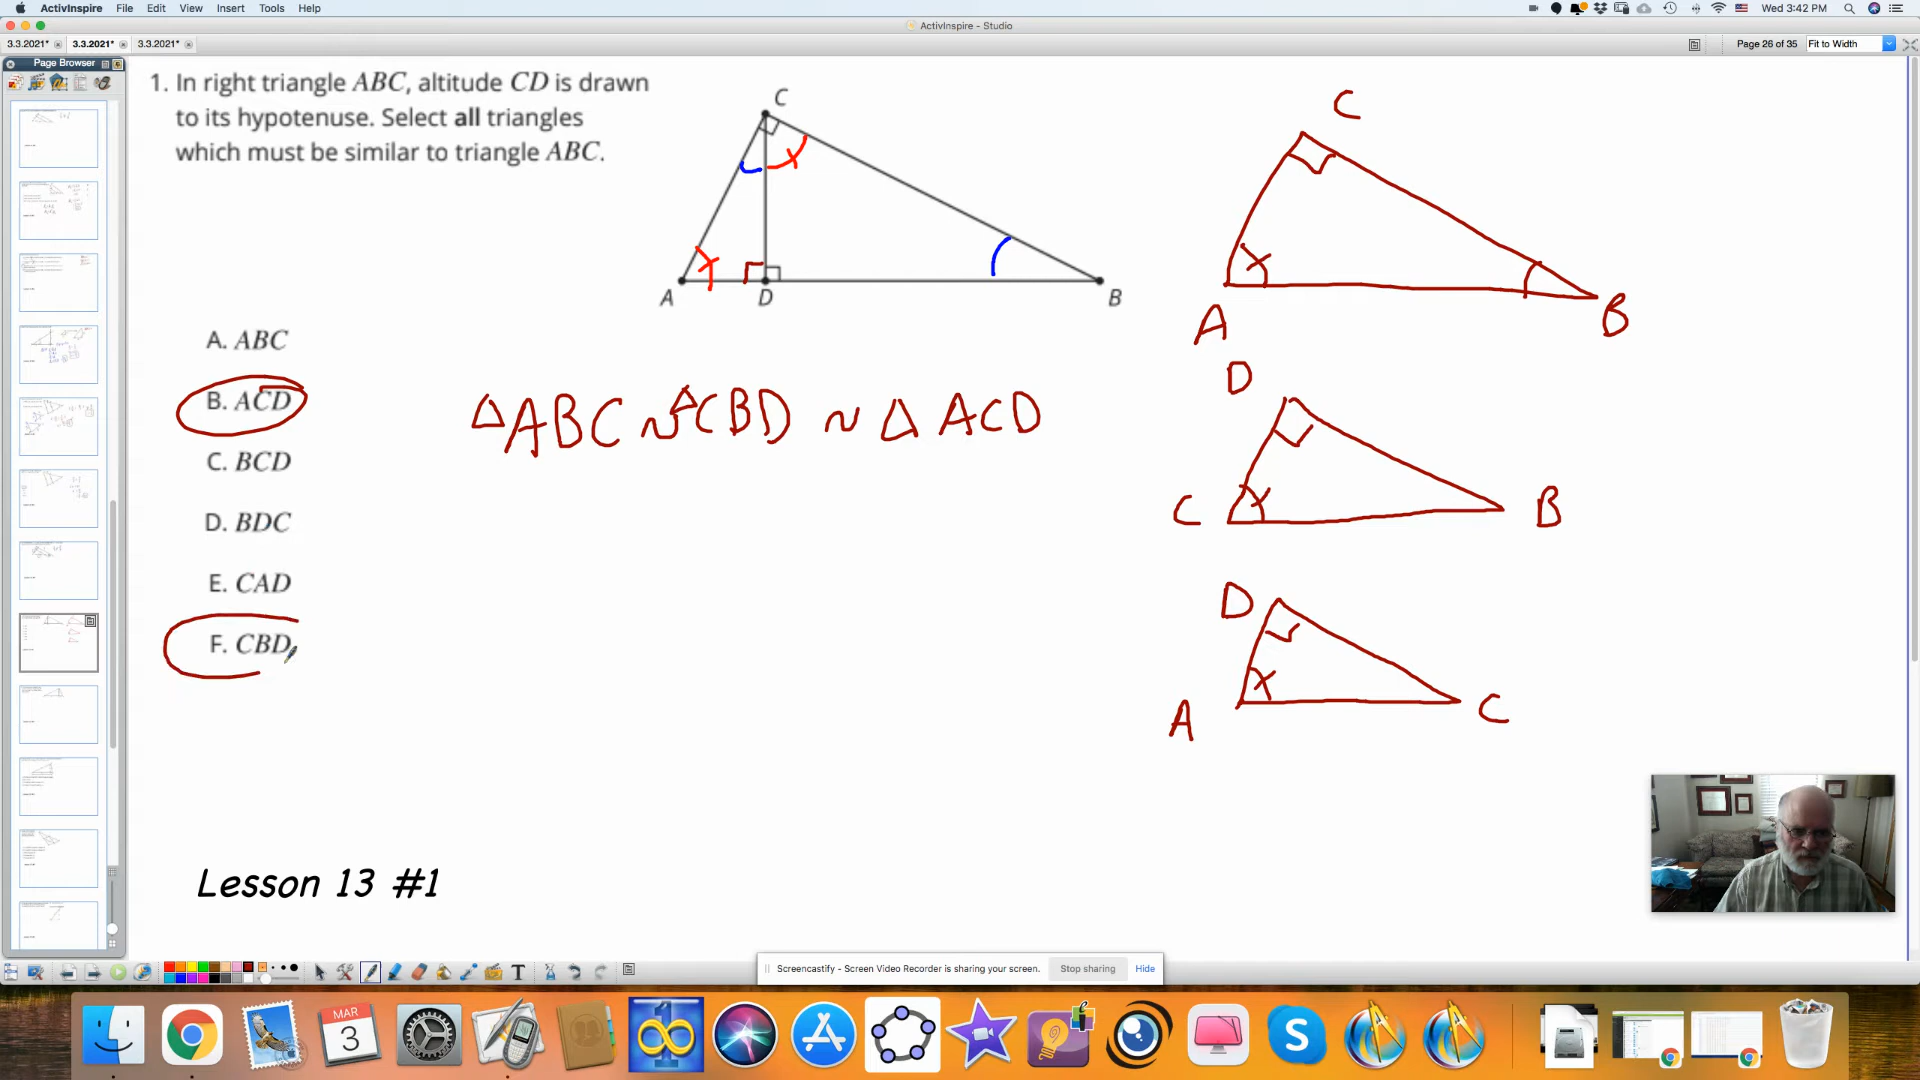 ActivInspire File Edit View Insert Tools Help
Wed 3:42 PM
ActivInspire - Studio
3.3.2021* 3.3.2021* 3.3.2021*
Page 26 of 35 Fit to Width
Page Browser
1. In right triangle ABC, altitude CD is drawn
to its hypotenuse. Select all triangles
which must be similar to triangle ABC.
C
A D B
x
x
C
x
A B
A. ABC
B. ACD
C. BCD
D. BDC
E. CAD
F. CBD
△ABC ~ △CBD ~ △ACD
D
x
C B
D
x
A C
Lesson 13 #1
Screencastify - Screen Video Recorder is sharing your screen. Stop sharing Hide
MAR
3